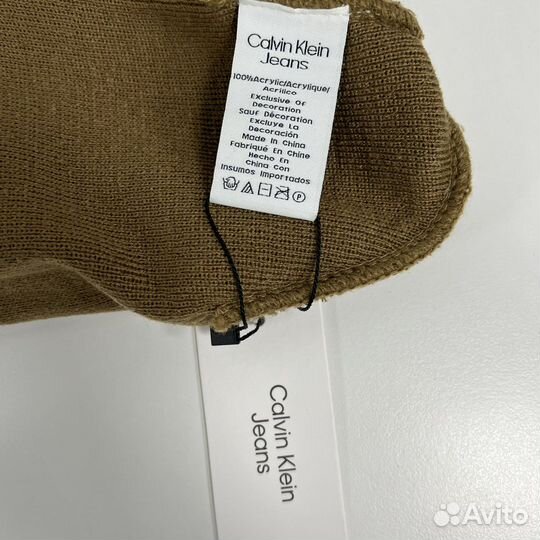 Calvin Klein
Jeans
100%Acrylic/Acrylique/
Acrílico
Exclusive Of
Decoration
Sauf Décoration
Excluye La
Decoración
Made In China
Fabriqué En Chine
Hecho En
China Con
Insumos Importados
P
Calvin Klein
Jeans
Avito